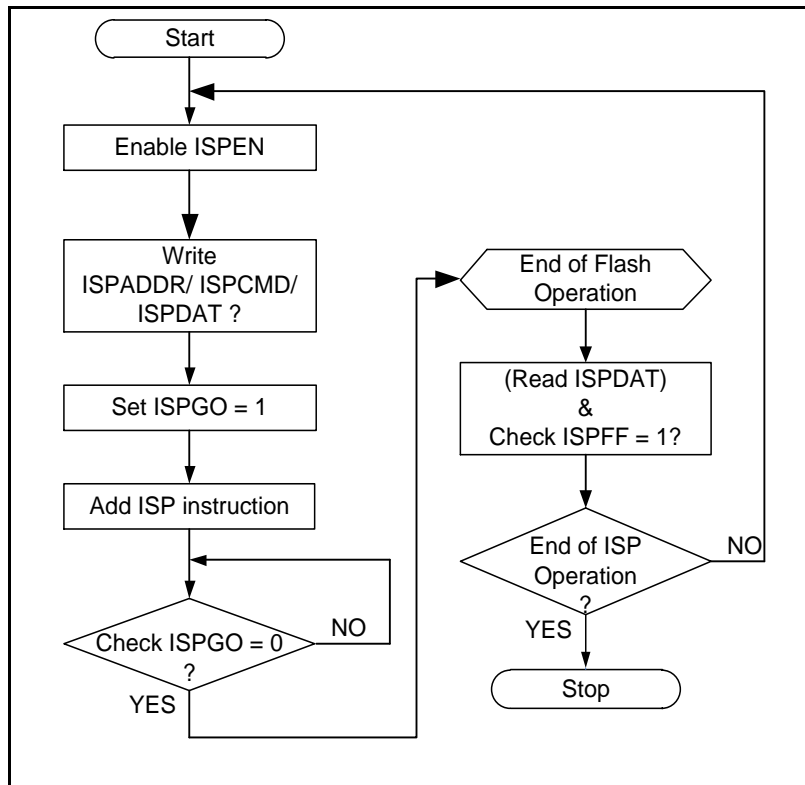 Start
Enable ISPEN
Write
ISPADDR/ ISPCMD/
ISPDAT ?
Set ISPGO = 1
Add ISP instruction
Check ISPGO = 0
?
NO
YES
End of Flash
Operation
(Read ISPDAT)
&
Check ISPFF = 1?
End of ISP
Operation
?
NO
YES
Stop